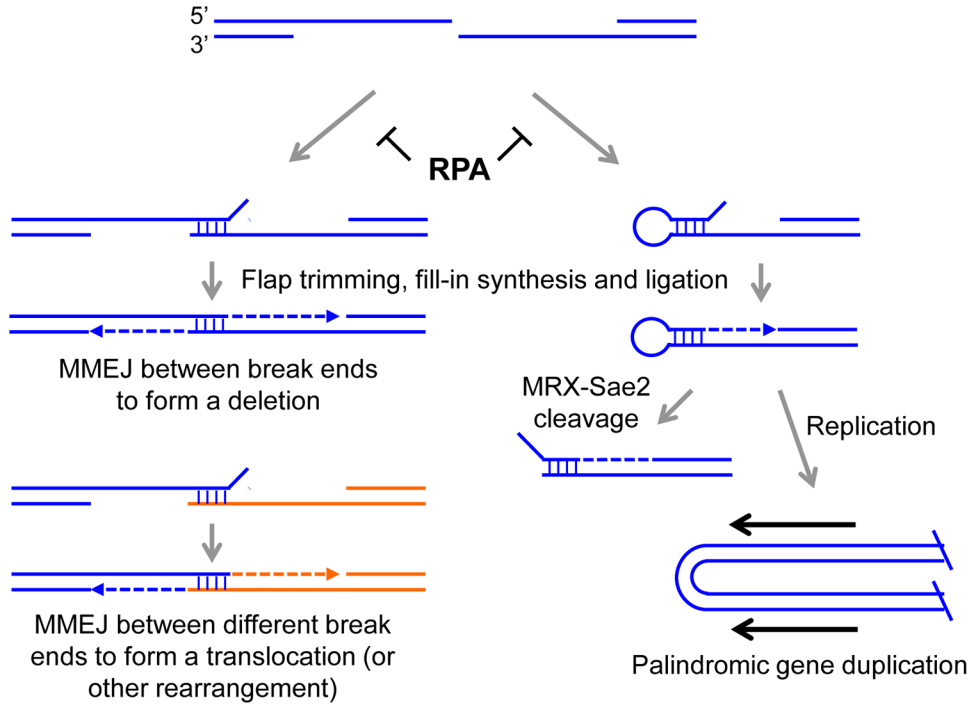 5’
3’
RPA
Flap trimming, fill-in synthesis and ligation
MMEJ between break ends
to form a deletion
MRX-Sae2
cleavage
Replication
MMEJ between different break
ends to form a translocation (or
other rearrangement)
Palindromic gene duplication